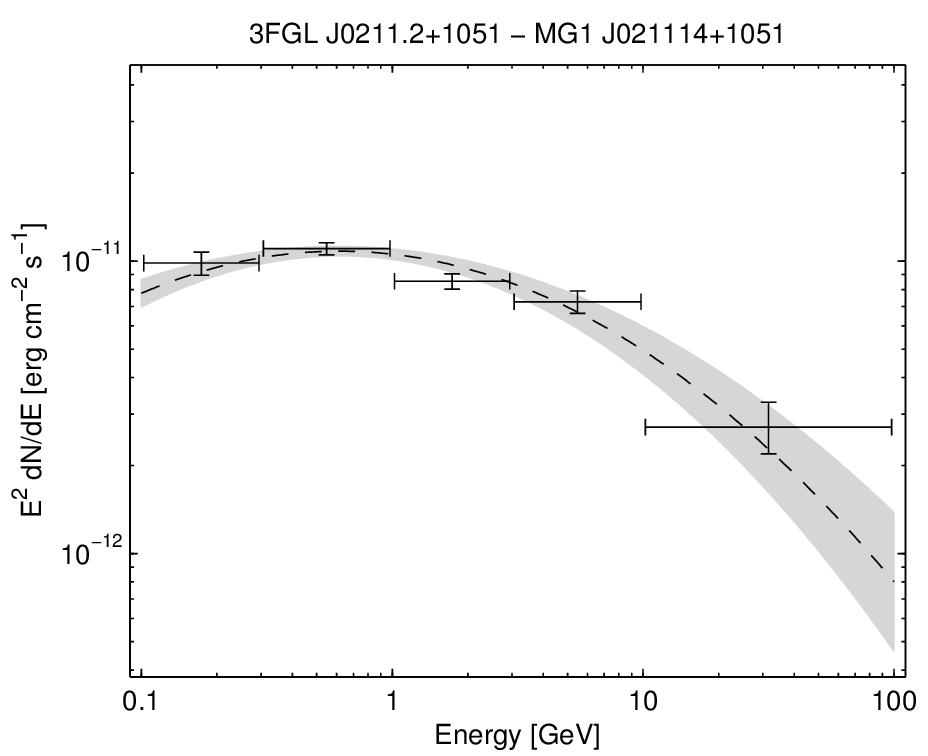 3FGL J0211.2+1051 − MG1 J021114+1051
E² dN/dE [erg cm⁻² s⁻¹]
10⁻¹¹
10⁻¹²
0.1 1 10 100
Energy [GeV]